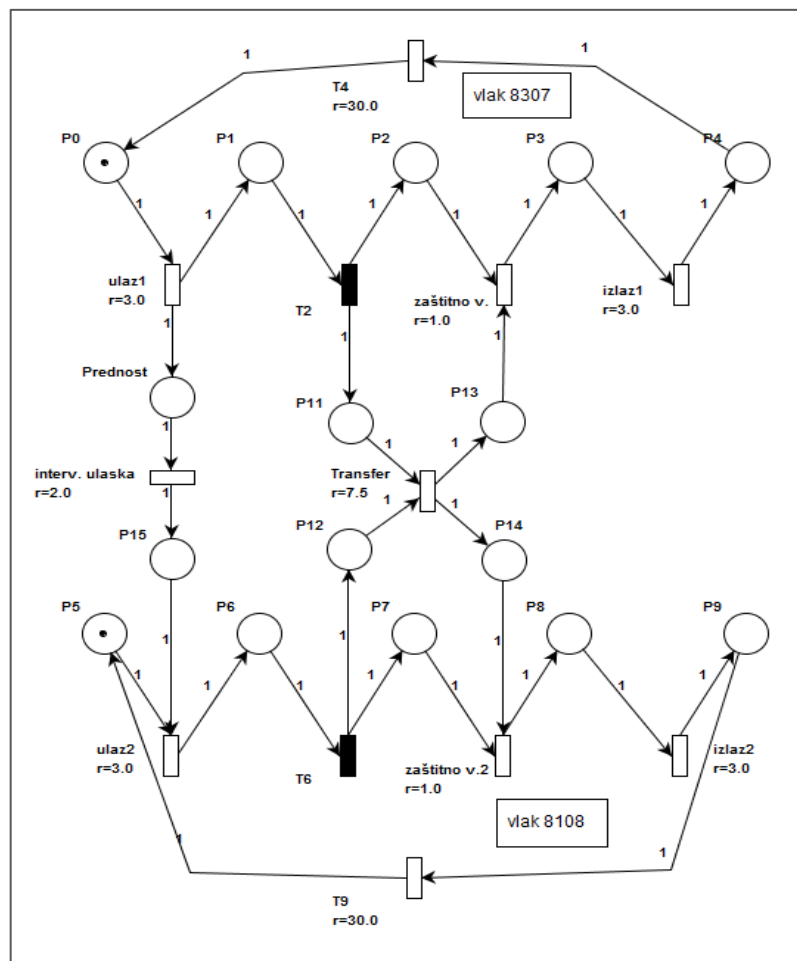 1
1
T4
r=30.0
vlak 8307
P0
P1
P2
P3
P4
1
1
1
1
1
1
1
1
ulaz1
r=3.0
T2
zaštitno v.
r=1.0
izlaz1
r=3.0
1
1
1
Prednost
P11
P13
1
1
1
interv. ulaska
r=2.0
Transfer
r=7.5
1
1
1
P15
P12
P14
P5
P6
P7
P8
P9
1
1
1
1
1
1
1
1
1
1
1
ulaz2
r=3.0
T6
zaštitno v.2
r=1.0
izlaz2
r=3.0
vlak 8108
1
1
T9
r=30.0